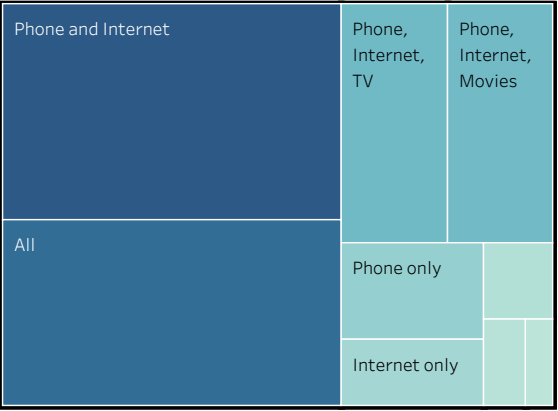 Phone and Internet
All
Phone,
Internet,
TV
Phone,
Internet,
Movies
Phone only
Internet only